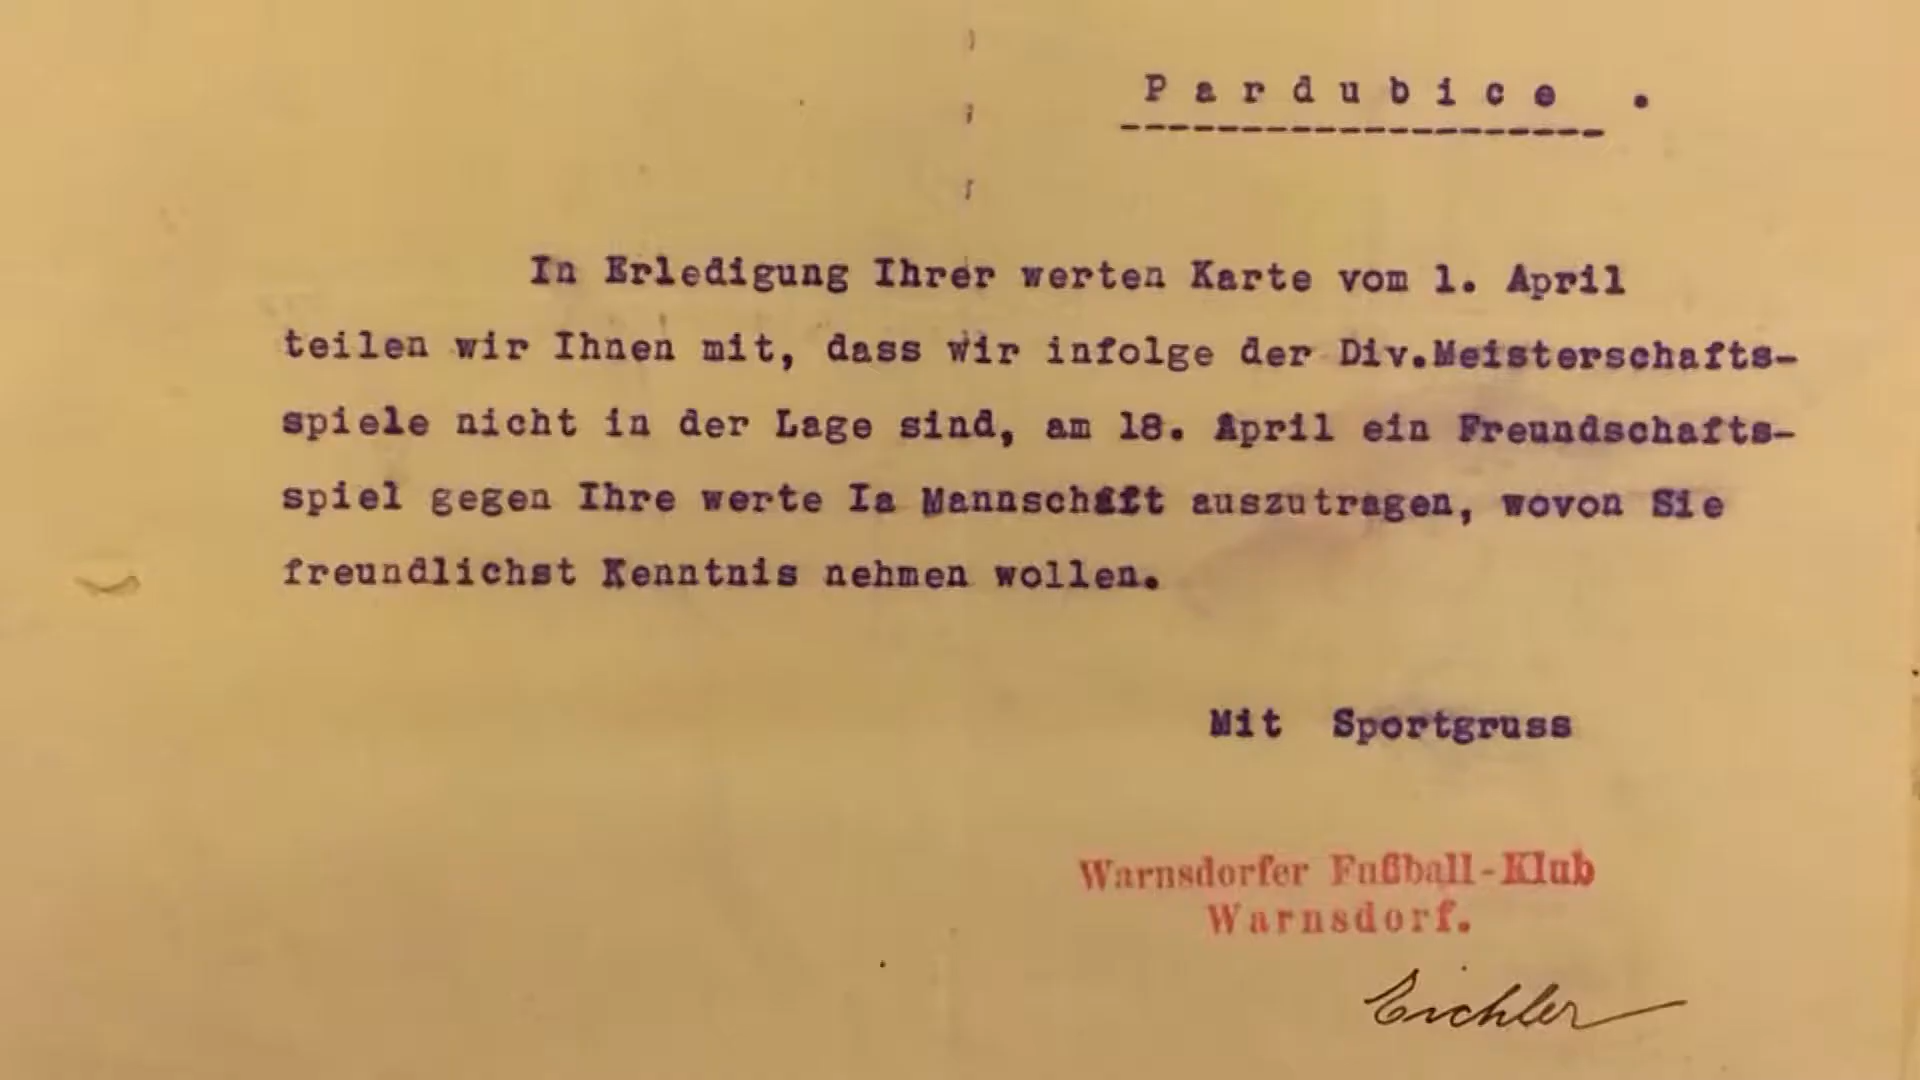 Pardubice .
In Erledigung Ihrer werten Karte vom 1. April
teilen wir Ihnen mit, dass wir infolge der Div.Meisterschafts-
spiele nicht in der Lage sind, am 18. April ein Freundschafts-
spiel gegen Ihre werte Ia Mannschaft auszutragen, wovon Sie
freundlichst Kenntnis nehmen wollen.
Mit Sportgruss
Warnsdorfer Fußball-Klub
Warnsdorf.
Eichler